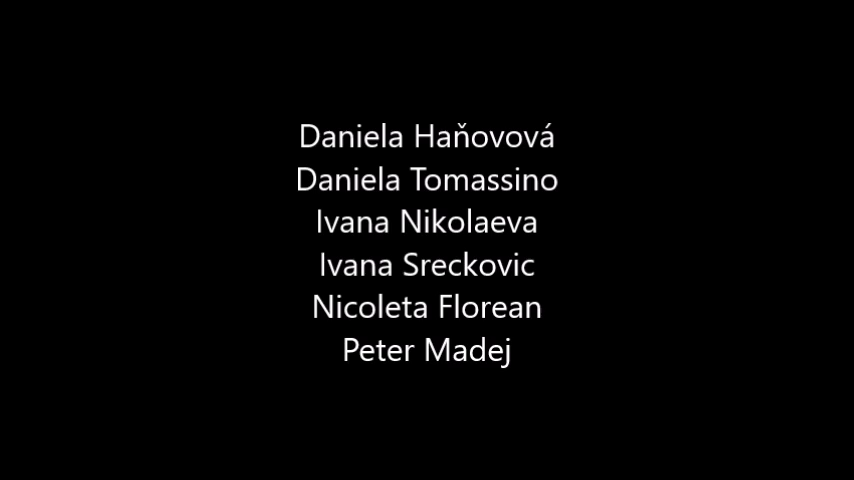 Daniela Haňovová
Daniela Tomassino
Ivana Nikolaeva
Ivana Sreckovic
Nicoleta Florean
Peter Madej